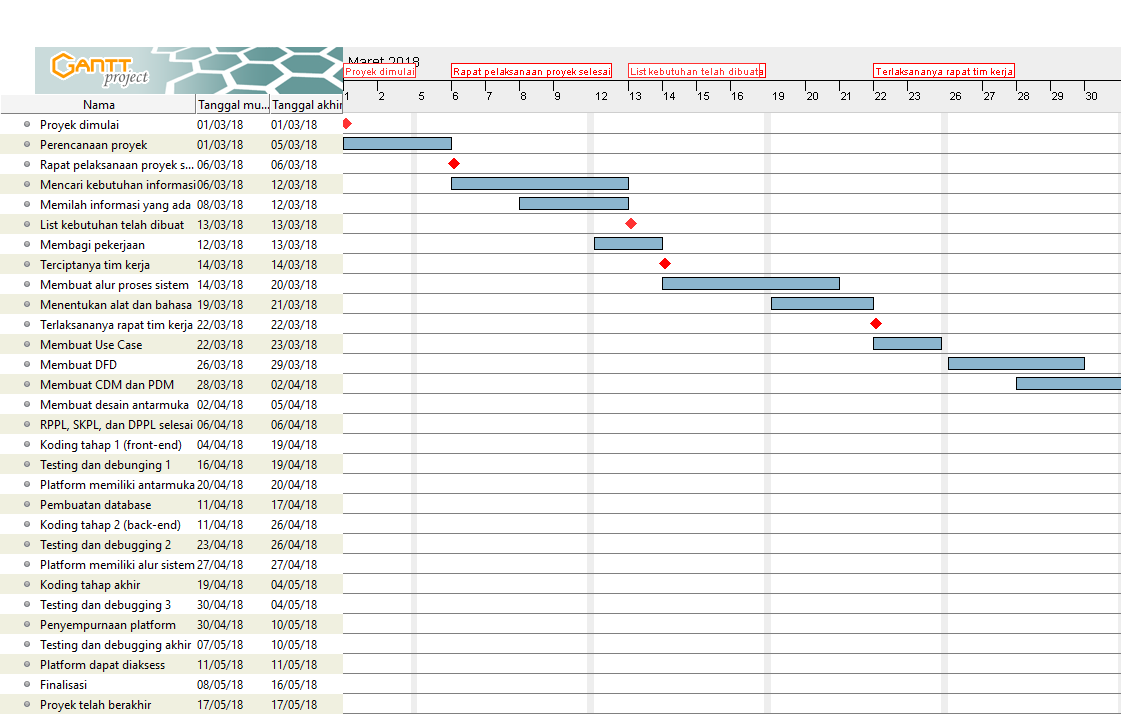 GANTT
project
Maret 2018
Proyek dimulai
Rapat pelaksanaan proyek selesai
List kebutuhan telah dibuata
Terlaksananya rapat tim kerja
1 2 5 6 7 8 9 12 13 14 15 16 19 20 21 22 23 26 27 28 29 30
Nama Tanggal mu... Tanggal akhir
Proyek dimulai 01/03/18 01/03/18
Perencanaan proyek 01/03/18 05/03/18
Rapat pelaksanaan proyek s... 06/03/18 06/03/18
Mencari kebutuhan informasi 06/03/18 12/03/18
Memilah informasi yang ada 08/03/18 12/03/18
List kebutuhan telah dibuat 13/03/18 13/03/18
Membagi pekerjaan 12/03/18 13/03/18
Terciptanya tim kerja 14/03/18 14/03/18
Membuat alur proses sistem 14/03/18 20/03/18
Menentukan alat dan bahasa 19/03/18 21/03/18
Terlaksananya rapat tim kerja 22/03/18 22/03/18
Membuat Use Case 22/03/18 23/03/18
Membuat DFD 26/03/18 29/03/18
Membuat CDM dan PDM 28/03/18 02/04/18
Membuat desain antarmuka 02/04/18 05/04/18
RPPL, SKPL, dan DPPL selesai 06/04/18 06/04/18
Koding tahap 1 (front-end) 04/04/18 19/04/18
Testing dan debunging 1 16/04/18 19/04/18
Platform memiliki antarmuka 20/04/18 20/04/18
Pembuatan database 11/04/18 17/04/18
Koding tahap 2 (back-end) 11/04/18 26/04/18
Testing dan debugging 2 23/04/18 26/04/18
Platform memiliki alur sistem 27/04/18 27/04/18
Koding tahap akhir 19/04/18 04/05/18
Testing dan debugging 3 30/04/18 04/05/18
Penyempurnaan platform 30/04/18 10/05/18
Testing dan debugging akhir 07/05/18 10/05/18
Platform dapat diaksess 11/05/18 11/05/18
Finalisasi 08/05/18 16/05/18
Proyek telah berakhir 17/05/18 17/05/18